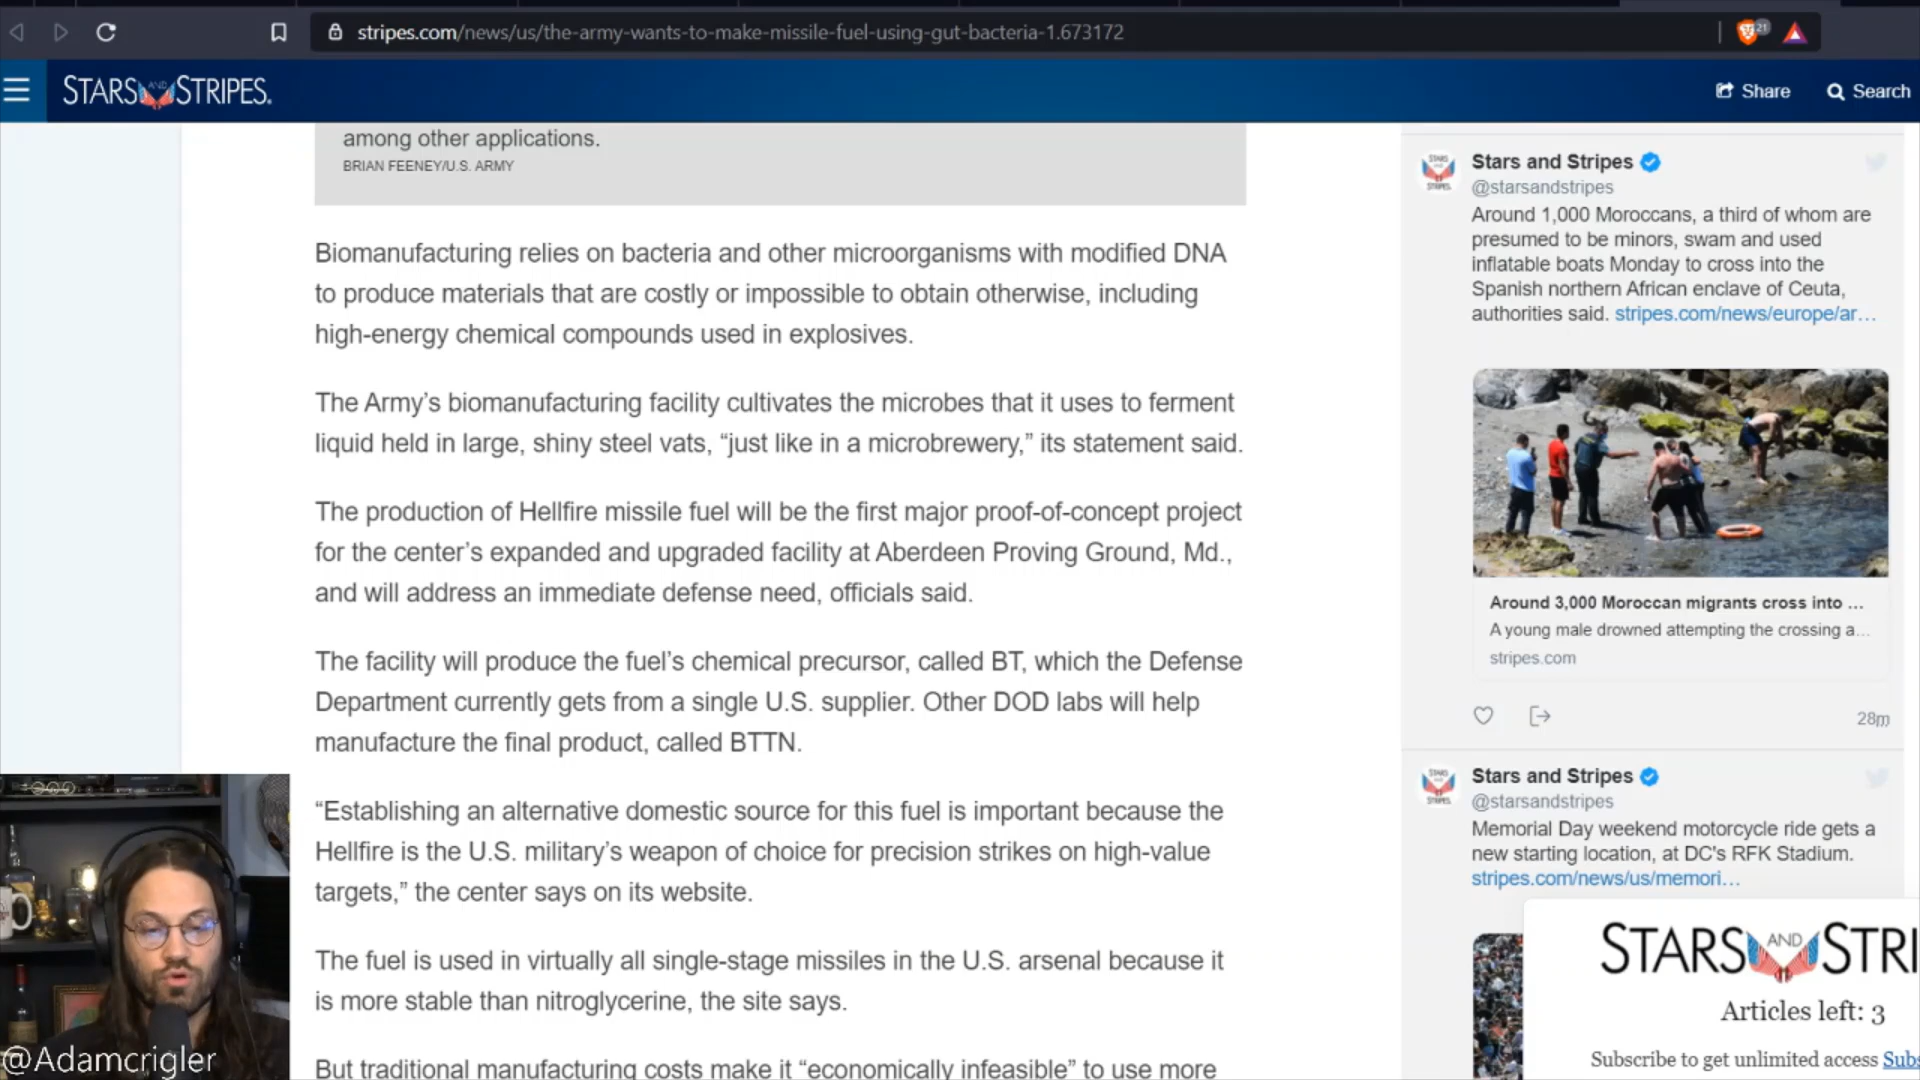 stripes.com/news/us/the-army-wants-to-make-missile-fuel-using-gut-bacteria-1.673172
21
STARS AND STRIPES.
Share
Search
among other applications.
BRIAN FEENEY/U.S. ARMY
Biomanufacturing relies on bacteria and other microorganisms with modified DNA
to produce materials that are costly or impossible to obtain otherwise, including
high-energy chemical compounds used in explosives.
The Army’s biomanufacturing facility cultivates the microbes that it uses to ferment
liquid held in large, shiny steel vats, “just like in a microbrewery,” its statement said.
The production of Hellfire missile fuel will be the first major proof-of-concept project
for the center’s expanded and upgraded facility at Aberdeen Proving Ground, Md.,
and will address an immediate defense need, officials said.
The facility will produce the fuel’s chemical precursor, called BT, which the Defense
Department currently gets from a single U.S. supplier. Other DOD labs will help
manufacture the final product, called BTTN.
“Establishing an alternative domestic source for this fuel is important because the
Hellfire is the U.S. military’s weapon of choice for precision strikes on high-value
targets,” the center says on its website.
The fuel is used in virtually all single-stage missiles in the U.S. arsenal because it
is more stable than nitroglycerine, the site says.
But traditional manufacturing costs make it “economically infeasible” to use more
STARS AND STRIPES.
Stars and Stripes
@starsandstripes
Around 1,000 Moroccans, a third of whom are
presumed to be minors, swam and used
inflatable boats Monday to cross into the
Spanish northern African enclave of Ceuta,
authorities said. stripes.com/news/europe/ar…
Around 3,000 Moroccan migrants cross into ...
A young male drowned attempting the crossing a...
stripes.com
28m
STARS AND STRIPES.
Stars and Stripes
@starsandstripes
Memorial Day weekend motorcycle ride gets a
new starting location, at DC's RFK Stadium.
stripes.com/news/us/memori…
STARS AND STRI
Articles left: 3
Subscribe to get unlimited access Subs
@Adamcrigler